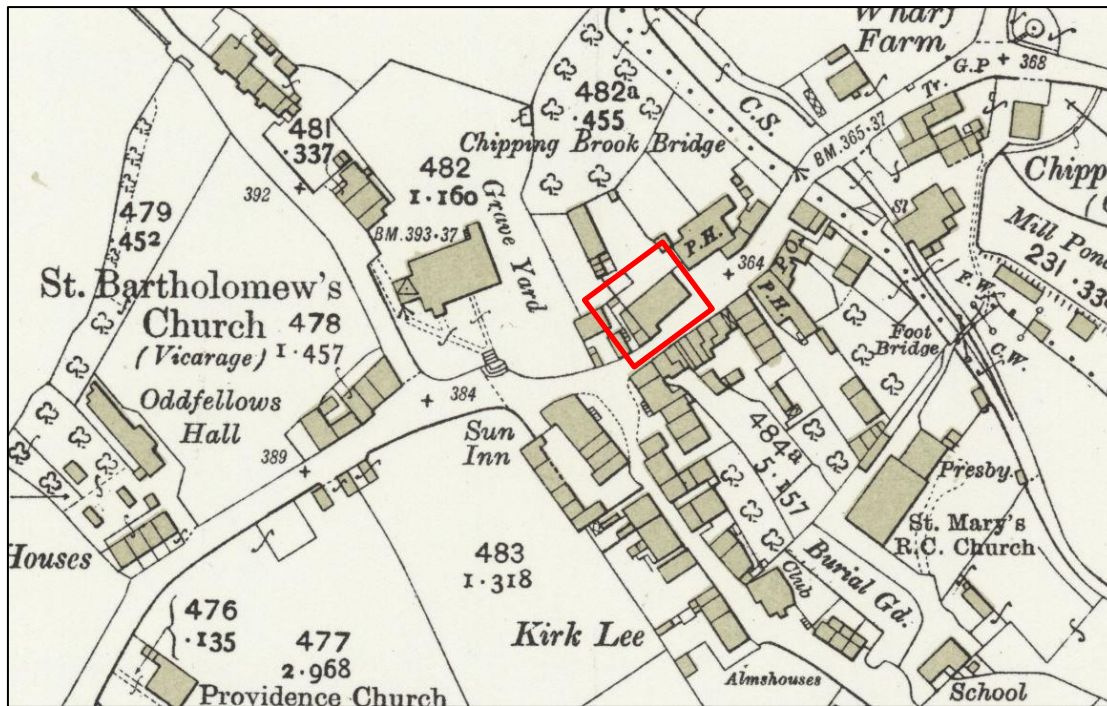 Wharf
Farm
G.P
368
Tr.
482a
.455
C.S.
BM.365.37
Chipping Brook Bridge
481
.337
482
1.160
392
Grave
Yard
BM.393.37
479
452
P.H.
Sl
Chipp
(
Mill Pond
231
.33
364
P.O.
P.H.
F.W.
C.W.
Foot
Bridge
St. Bartholomew's
Church
(Vicarage)
478
1.457
Oddfellows
Hall
384
389
Sun
Inn
484a
5.157
Presby.
St. Mary's
R.C. Church
Houses
483
1.318
Burial Gd.
Club
476
.135
477
2.968
Kirk Lee
Almshouses
Providence Church
School